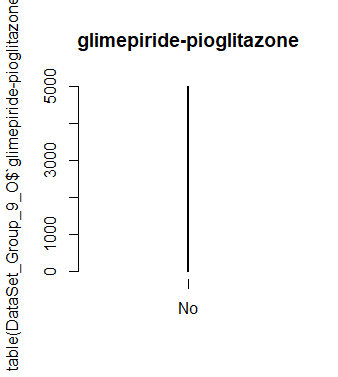 glimepiride-pioglitazone
table(DataSet_Group_9_O$`glimepiride-pioglitazone
5000
3000
1000
0
No